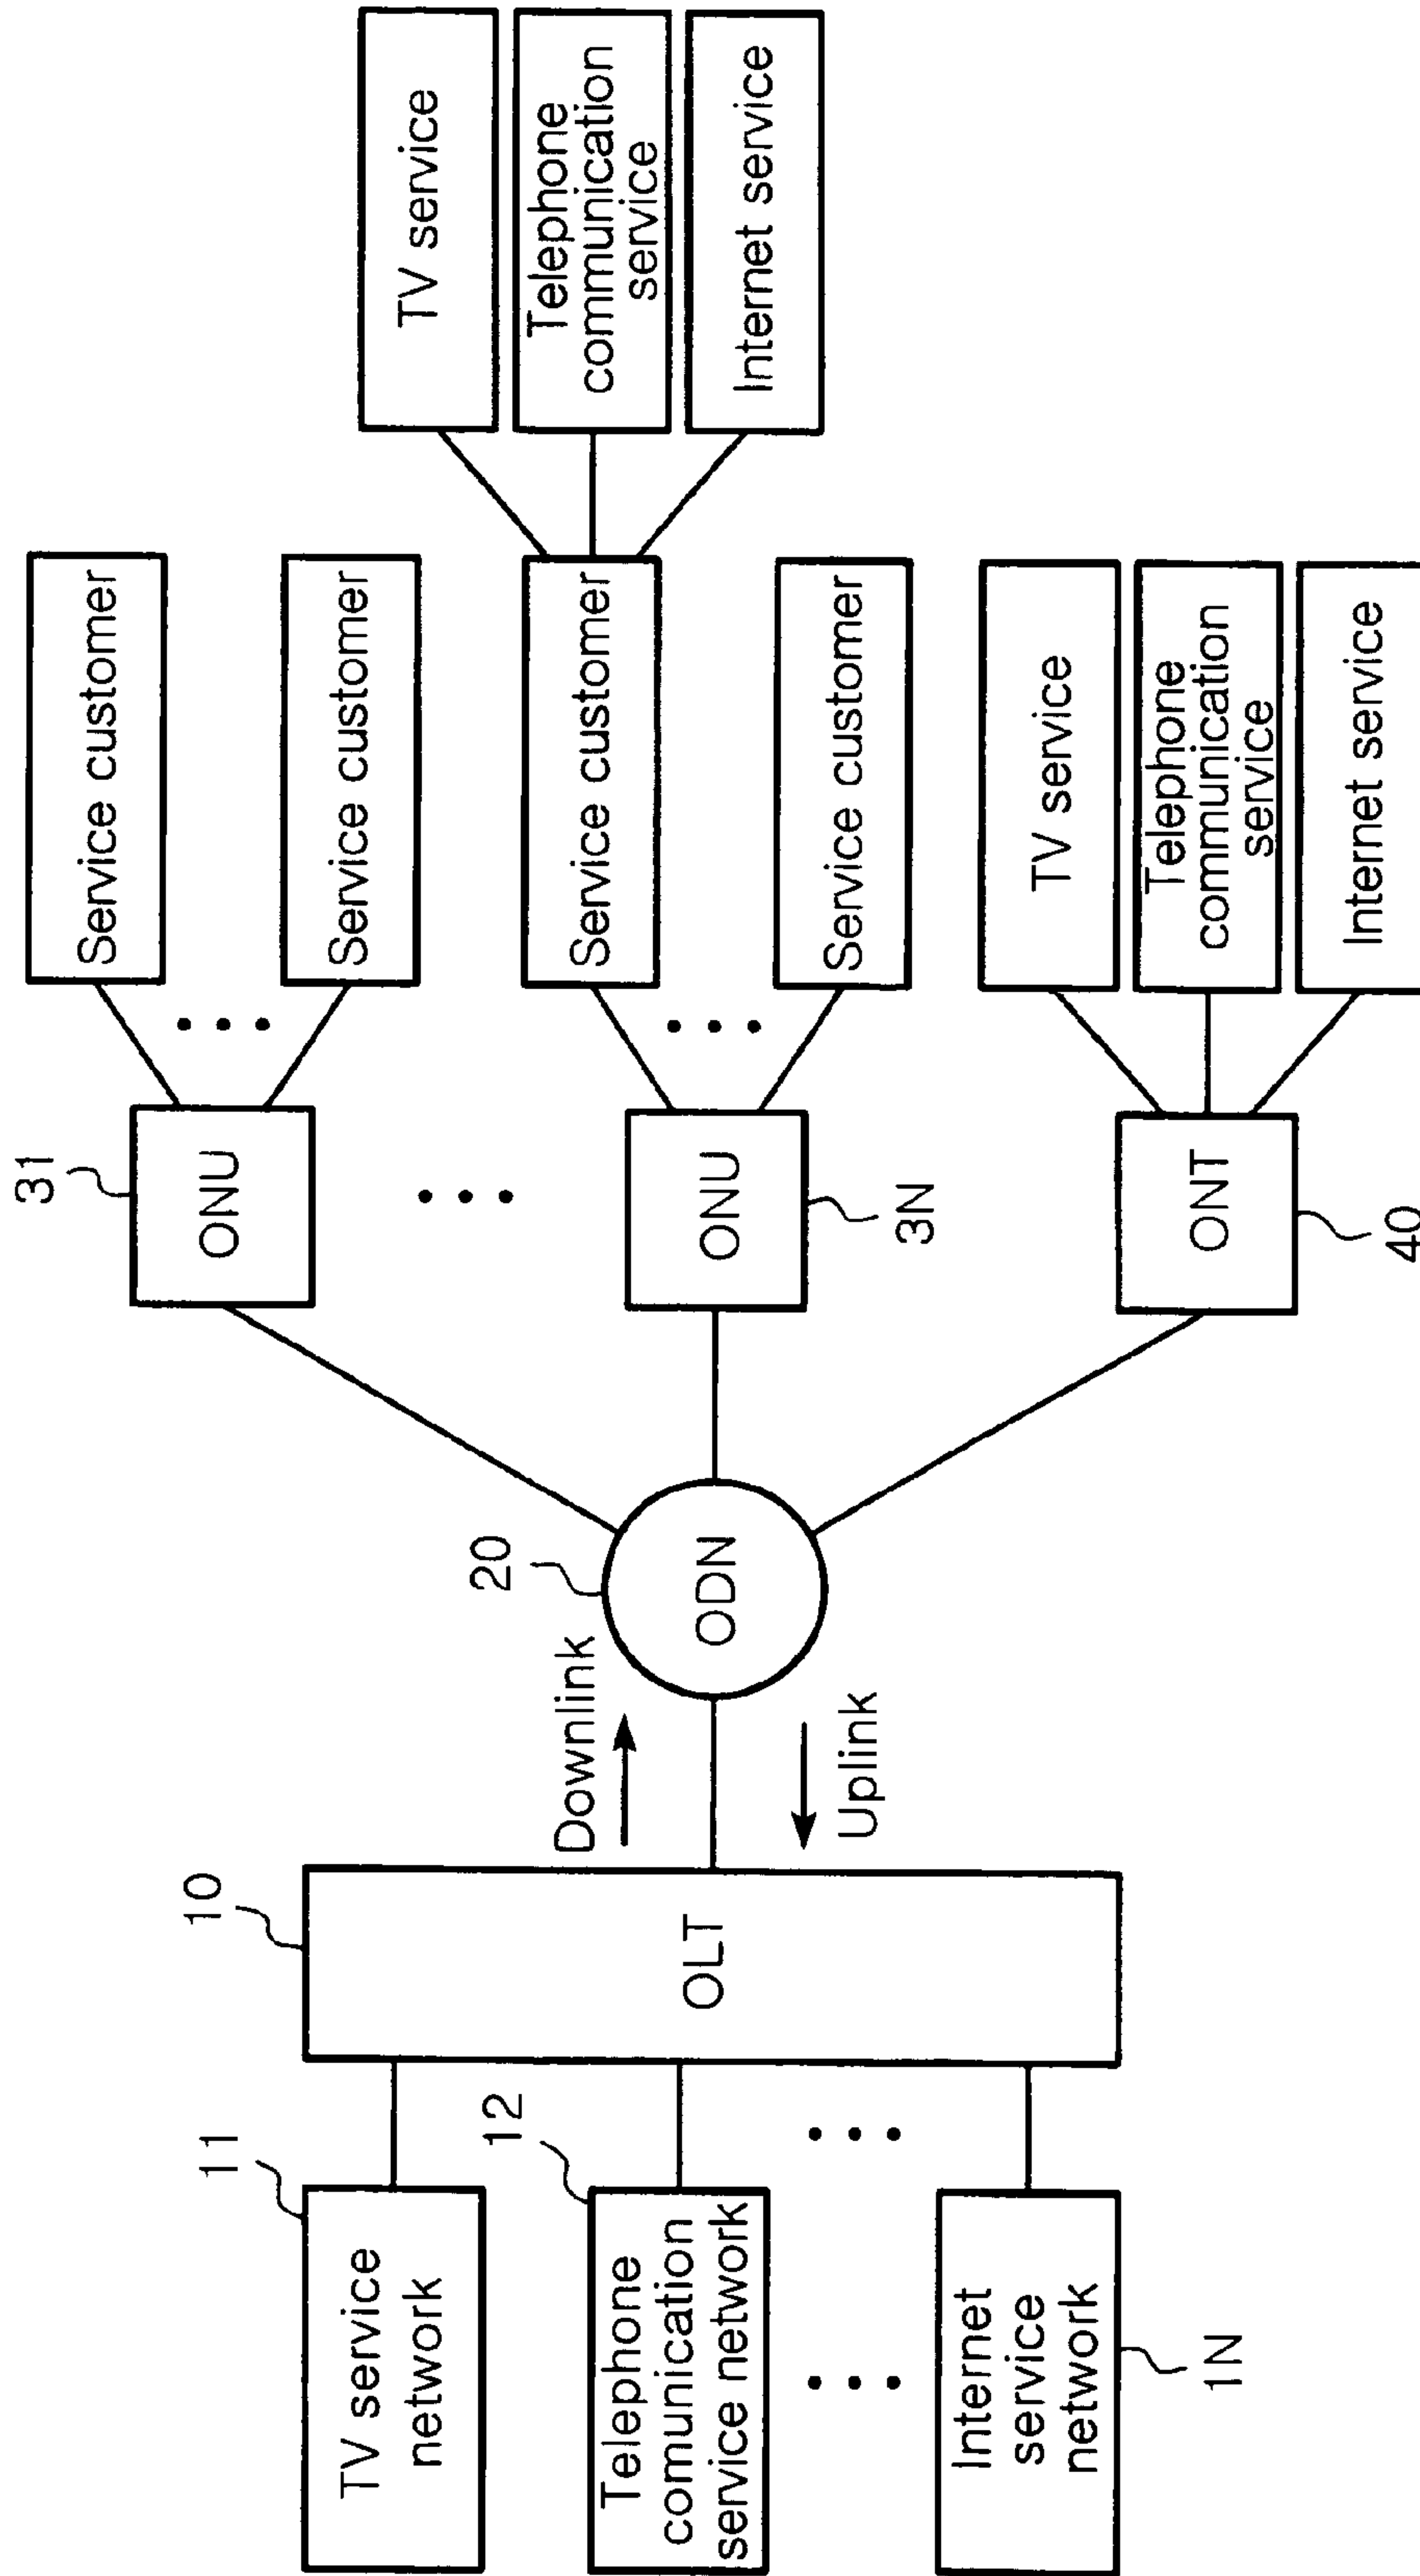 11
TV service
network
12
Telephone
comunication
service network
Internet
service
network
1N
10
OLT
Downlink
Uplink
20
ODN
31
ONU
ONU
3N
ONT
40
Service customer
Service customer
Service customer
Service customer
TV service
Telephone
communication
service
Internet service
TV service
Telephone
communication
service
Internet service